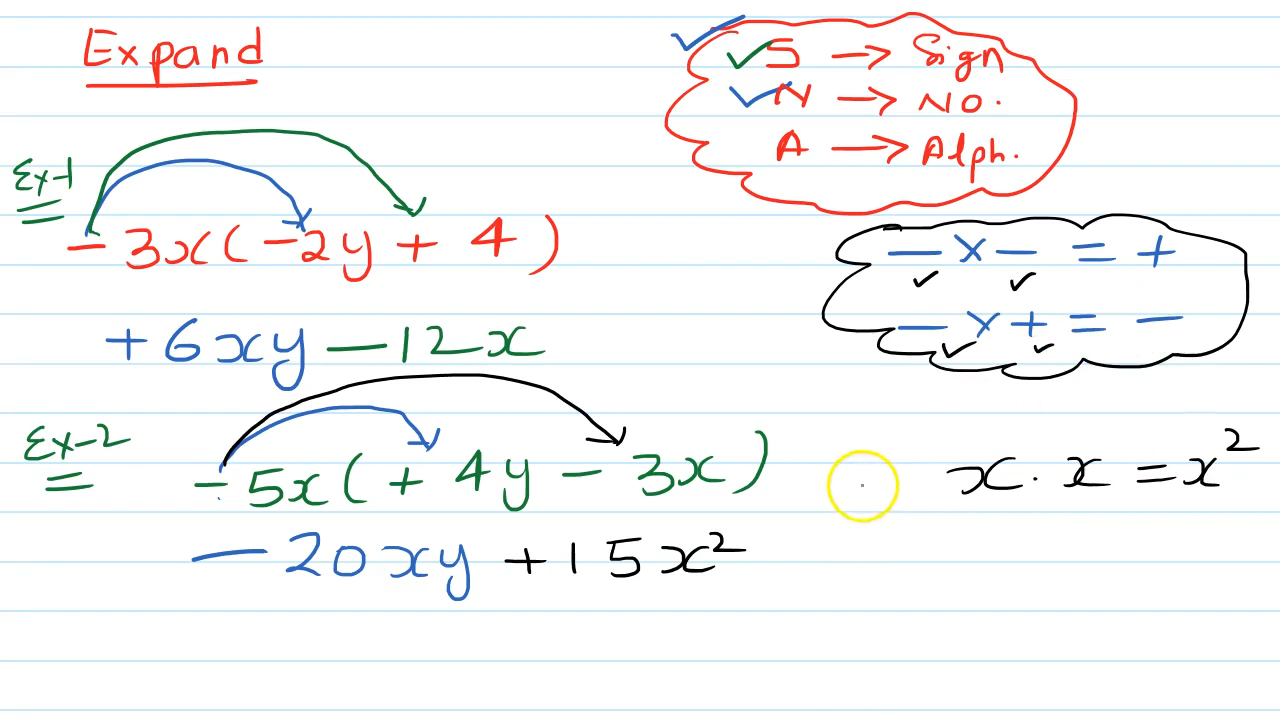 Expand
S → Sign
N → No.
A → Alph.
Ex-1
- 3x( -2y + 4 )
- x - = +
- x + = -
+ 6xy - 12x
Ex-2
- 5x( + 4y - 3x )
x . x = x²
- 20xy + 15x²